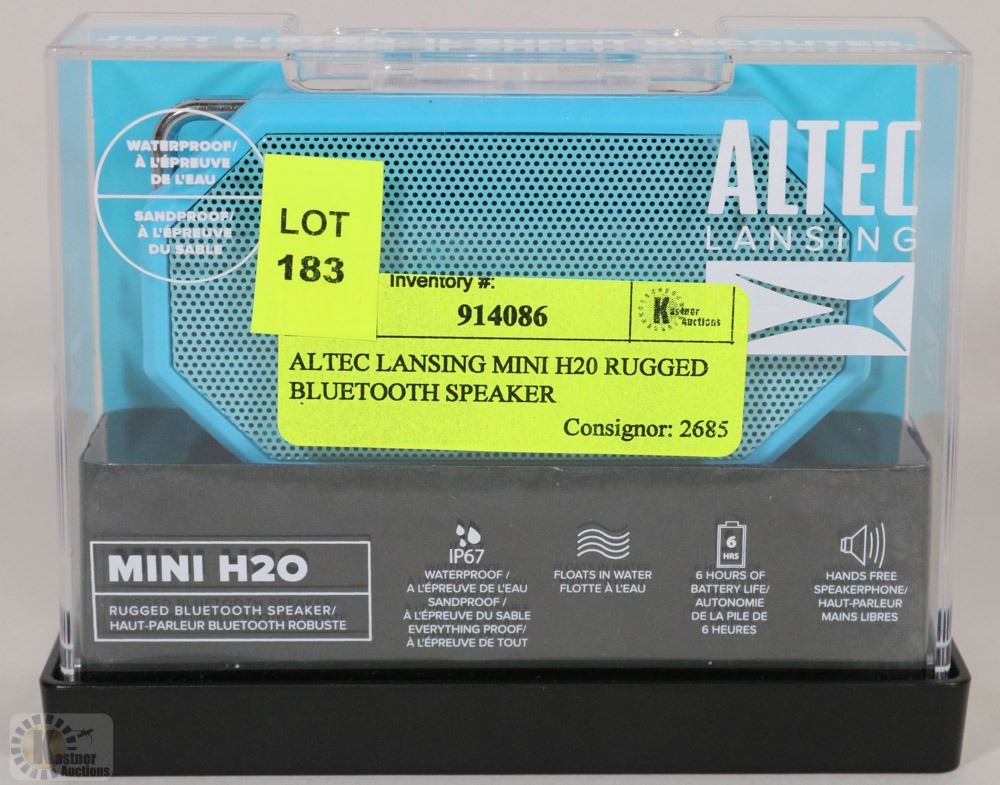 WATERPROOF/
À L'ÉPREUVE
DE L'EAU
SANDPROOF/
À L'ÉPREUVE
DU SABLE
ALTEC
LANSING
LOT
183
Inventory #:
914086
Kastner
Auctions
ALTEC LANSING MINI H20 RUGGED
BLUETOOTH SPEAKER
Consignor: 2685
MINI H2O
RUGGED BLUETOOTH SPEAKER/
HAUT-PARLEUR BLUETOOTH ROBUSTE
IP67
WATERPROOF /
A L'ÉPREUVE DE L'EAU
SANDPROOF /
À L'ÉPREUVE DU SABLE
EVERYTHING PROOF/
À L'ÉPREUVE DE TOUT
FLOATS IN WATER
FLOTTE À L'EAU
6
HRS
6 HOURS OF
BATTERY LIFE/
AUTONOMIE
DE LA PILE DE
6 HEURES
HANDS FREE
SPEAKERPHONE/
HAUT-PARLEUR
MAINS LIBRES
Kastner
Auctions